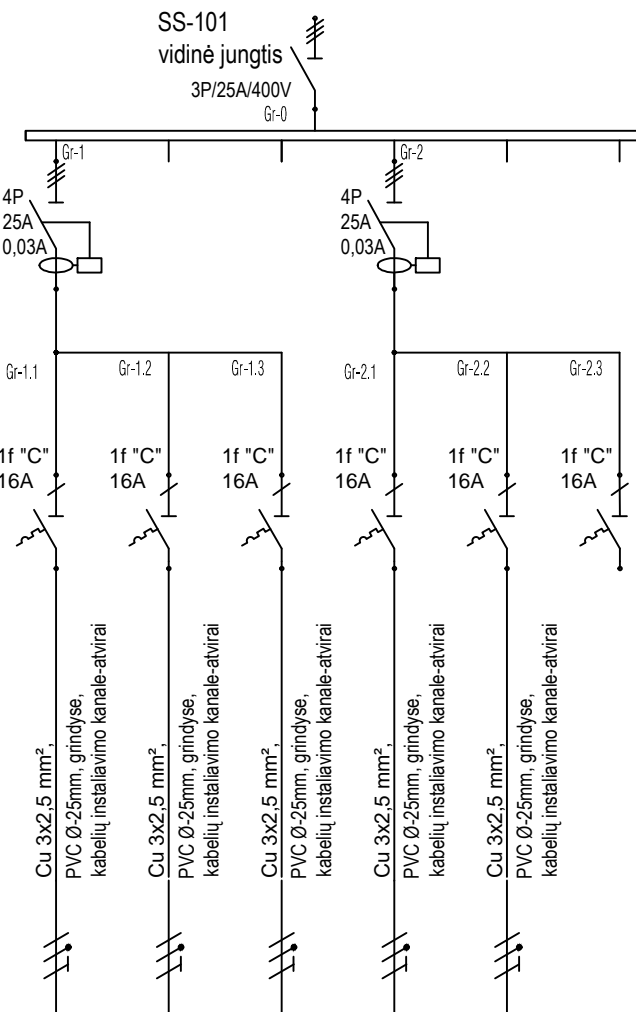 SS-101
vidinė jungtis
3P/25A/400V
Gr-0
Gr-1
Gr-2
4P
25A
0,03A
4P
25A
0,03A
Gr-1.1
Gr-1.2
Gr-1.3
Gr-2.1
Gr-2.2
Gr-2.3
1f "C"
16A
1f "C"
16A
1f "C"
16A
1f "C"
16A
1f "C"
16A
1f "C"
16A
Cu 3x2,5 mm²,
PVC Ø-25mm, grindyse,
kabelių instaliavimo kanale-atvirai
Cu 3x2,5 mm²,
PVC Ø-25mm, grindyse,
kabelių instaliavimo kanale-atvirai
Cu 3x2,5 mm²,
PVC Ø-25mm, grindyse,
kabelių instaliavimo kanale-atvirai
Cu 3x2,5 mm²,
PVC Ø-25mm, grindyse,
kabelių instaliavimo kanale-atvirai
Cu 3x2,5 mm²,
PVC Ø-25mm, grindyse,
kabelių instaliavimo kanale-atvirai